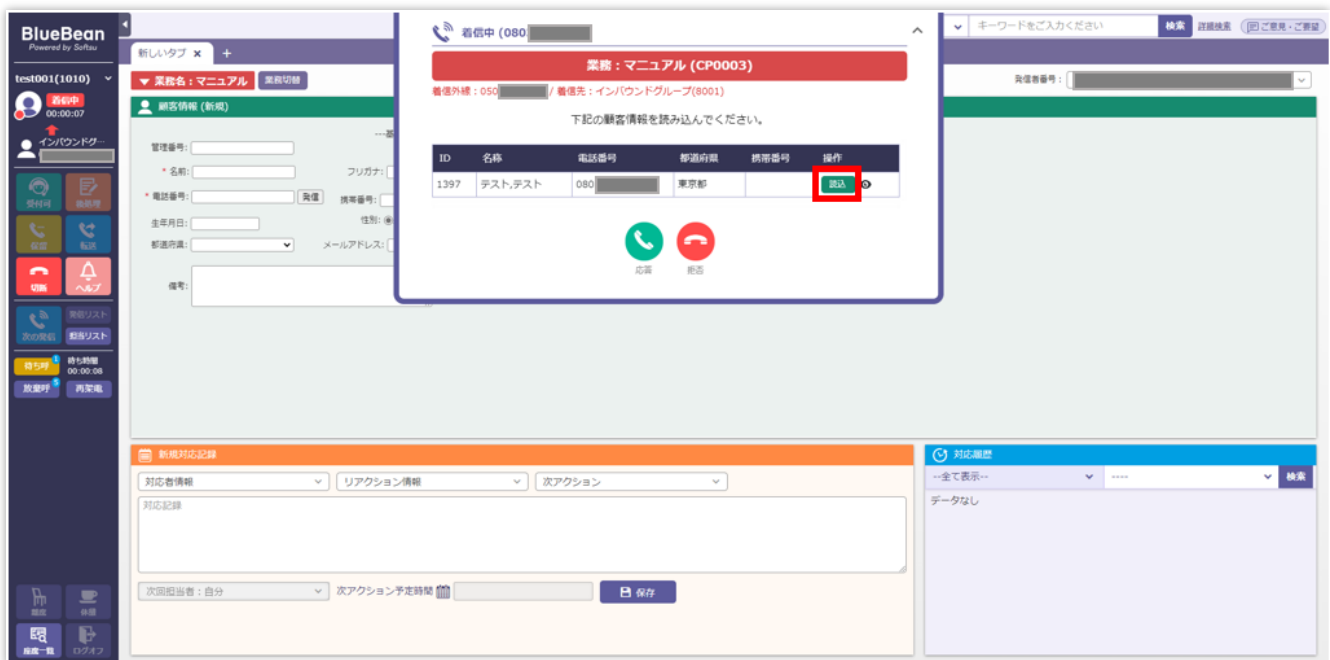 BlueBean
Powered by Softsu
test001(1010)
着信中
00:00:07
インバウンドグ…
受付可
後処理
保留
転送
切断
ヘルプ
次の発信
発信リスト
担当リスト
待ち呼 1
待ち時間
00:00:08
放棄呼 5
再架電
離席
休憩
座席一覧
ログオフ
新しいタブ × +
▼ 業務名：マニュアル 業務切替
顧客情報 (新規)
管理番号:
* 名前:
フリガナ:
* 電話番号: 発信
携帯番号:
生年月日:
性別:
都道府県:
メールアドレス:
備考:
着信中 (080
業務：マニュアル (CP0003)
着信外線：050 / 着信先：インバウンドグループ(8001)
下記の顧客情報を読み込んでください。
ID 名称 電話番号 都道府県 携帯番号 操作
1397 テスト,テスト 080 東京都 読込
応答 拒否
キーワードをご入力ください 検索 詳細検索 ご意見・ご要望
発信者番号：
新規対応記録
対応者情報 リアクション情報 次アクション
対応記録
次回担当者：自分 次アクション予定時間 保存
対応履歴
--全て表示-- ---- 検索
データなし